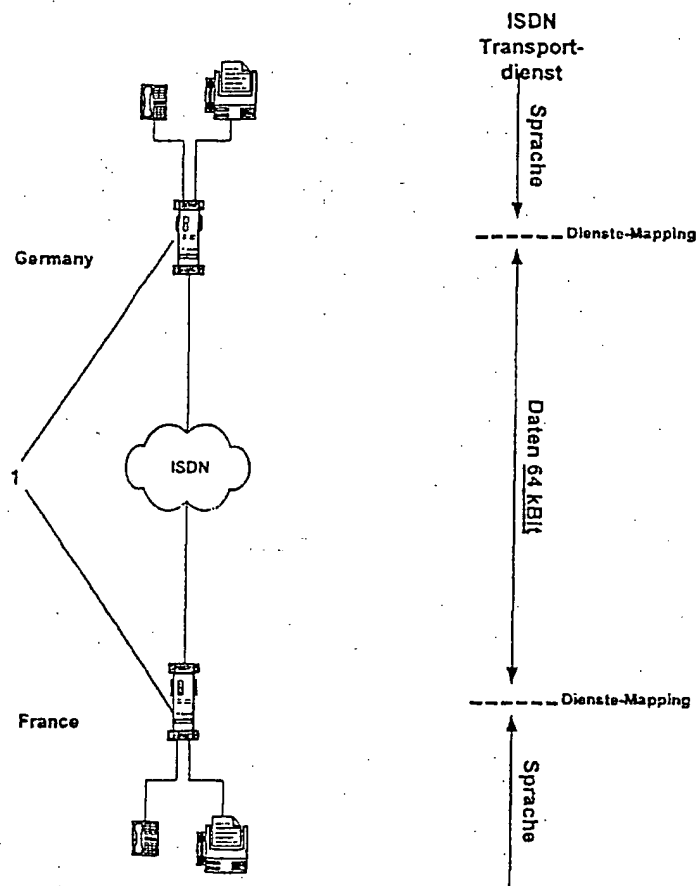 ISDN
Transport-
dienst
Sprache
Dienste-Mapping
Germany
Daten 64 kBit
1
ISDN
Dienste-Mapping
France
Sprache